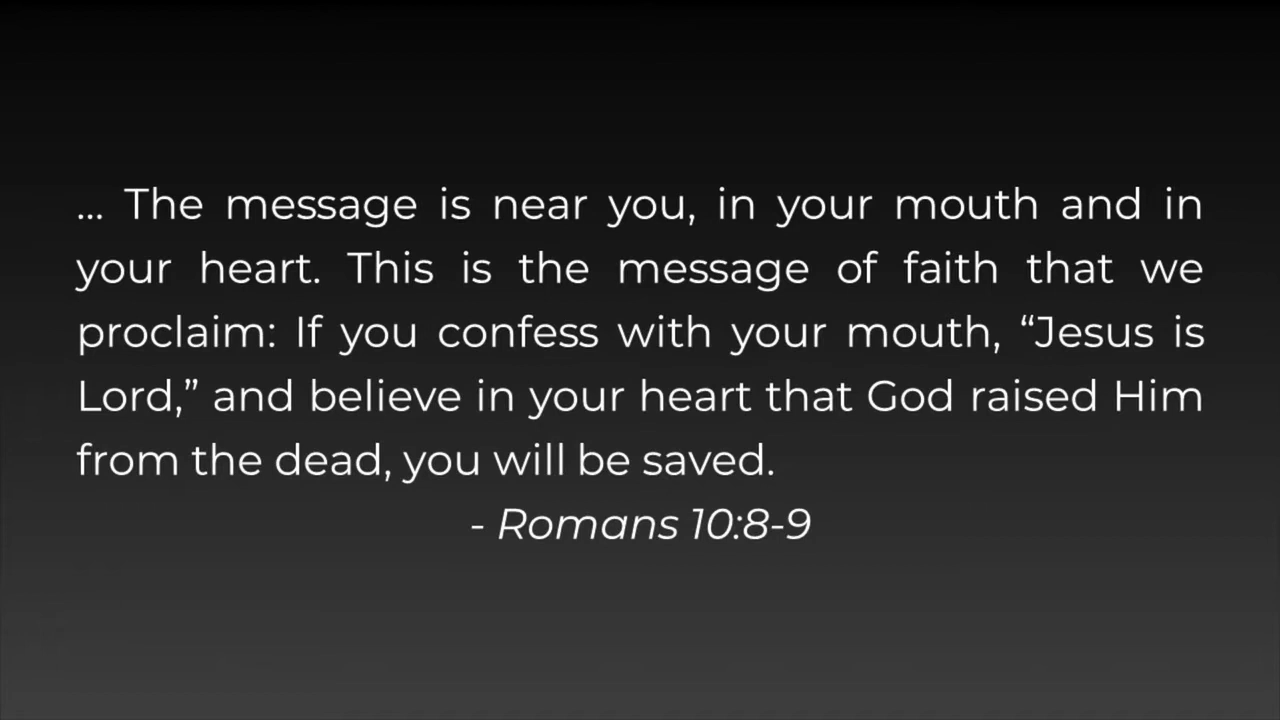 ... The message is near you, in your mouth and in
your heart. This is the message of faith that we
proclaim: If you confess with your mouth, “Jesus is
Lord,” and believe in your heart that God raised Him
from the dead, you will be saved.
- Romans 10:8-9